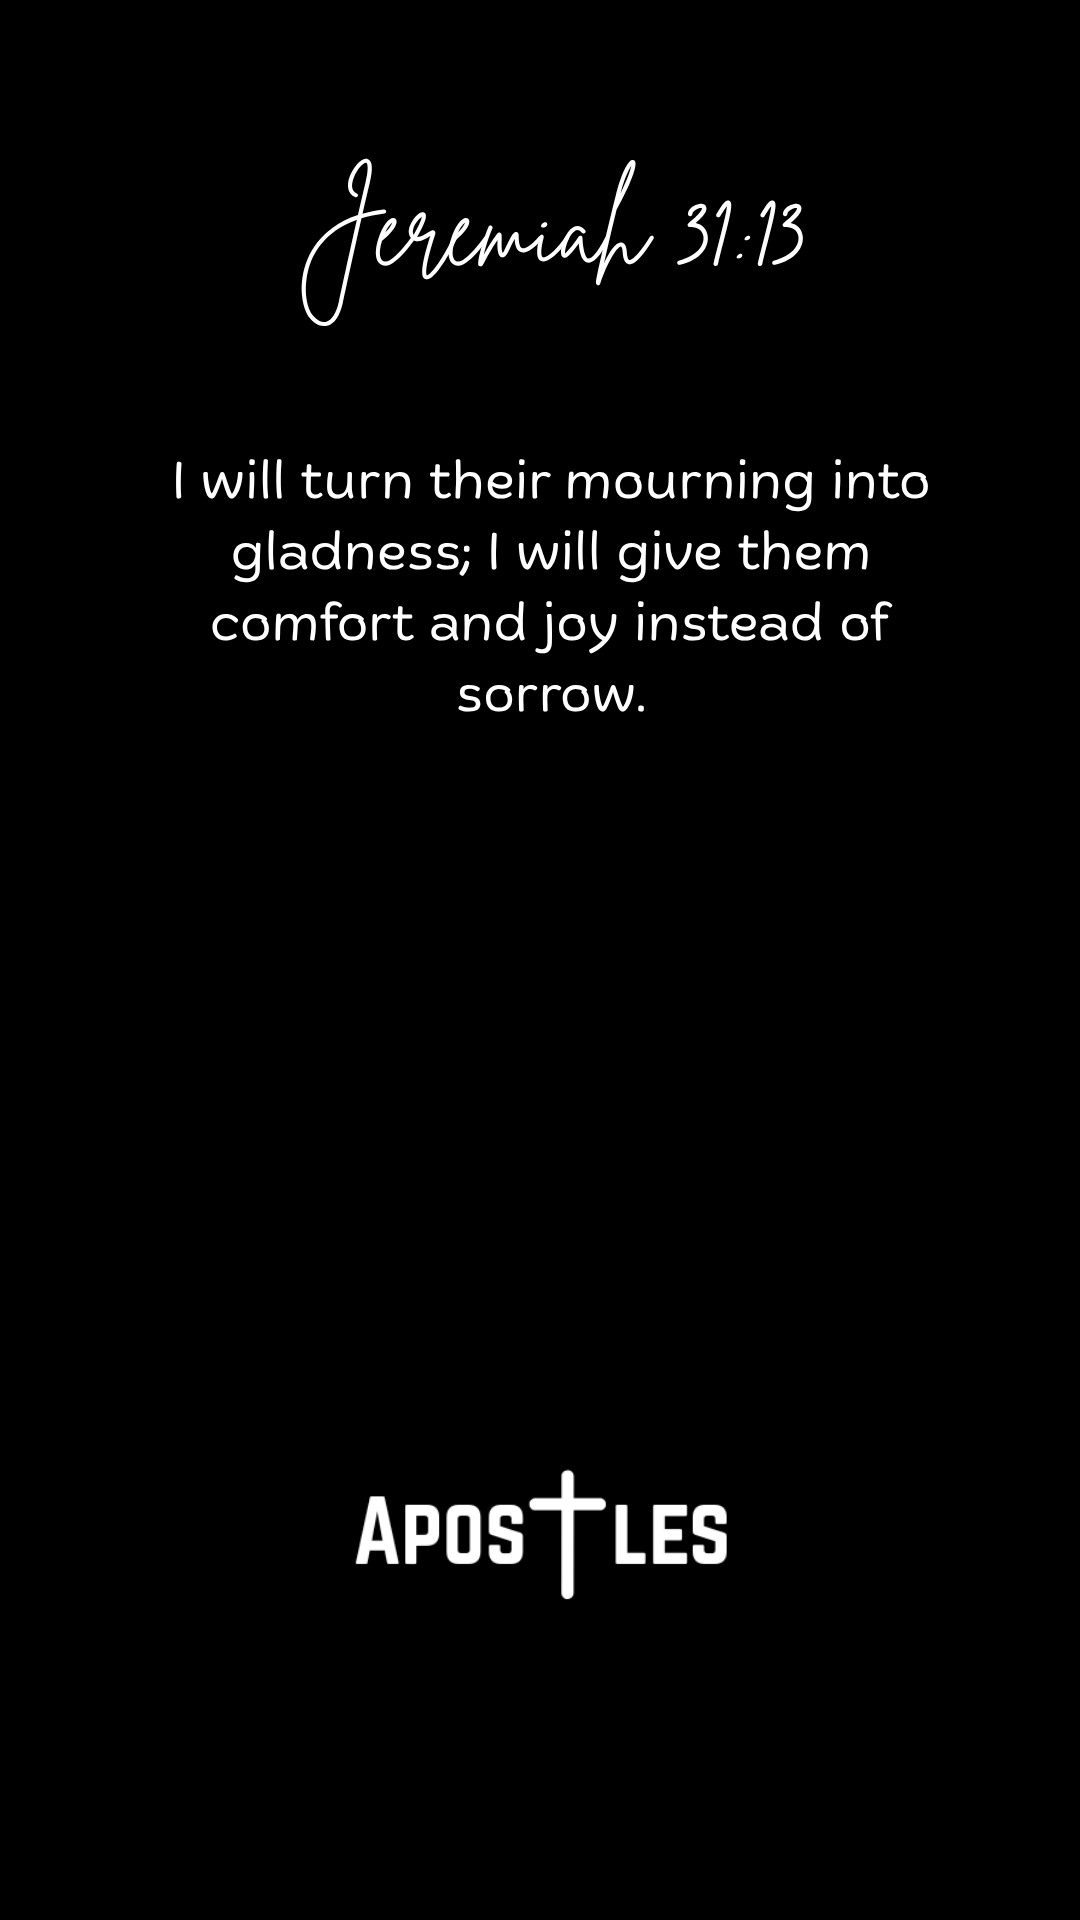 Jeremiah 31:13
I will turn their mourning into
gladness; I will give them
comfort and joy instead of
sorrow.
Apostles